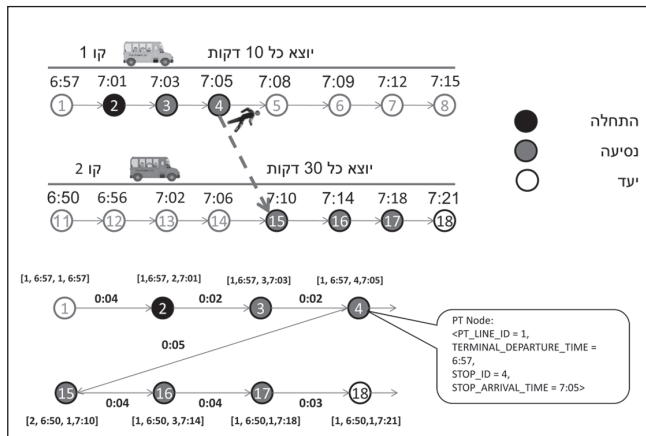 קו 1 יוצא כל 10 דקות
6:57 7:01 7:03 7:05 7:08 7:09 7:12 7:15
1 2 3 4 5 6 7 8
קו 2 יוצא כל 30 דקות
6:50 6:56 7:02 7:06 7:10 7:14 7:18 7:21
11 12 13 14 15 16 17 18
התחלה
נסיעה
יעד
[1, 6:57, 1, 6:57] [1,6:57, 2,7:01] [1,6:57, 3,7:03] [1, 6:57, 4,7:05]
1 0:04 2 0:02 3 0:02 4
0:05
15 16 17 18
0:04 0:04 0:03
[2, 6:50, 1,7:10] [1, 6:50, 3,7:14] [1, 6:50,1,7:18] [1, 6:50,1,7:21]
PT Node:
<PT_LINE_ID = 1,
TERMINAL_DEPARTURE_TIME =
6:57,
STOP_ID = 4,
STOP_ARRIVAL_TIME = 7:05>